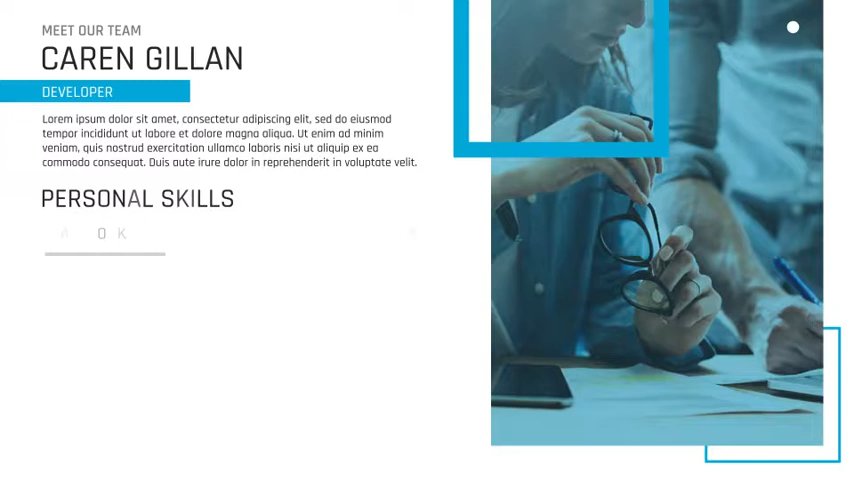 MEET OUR TEAM
CAREN GILLAN
DEVELOPER
Lorem ipsum dolor sit amet, consectetur adipiscing elit, sed do eiusmod
tempor incididunt ut labore et dolore magna aliqua. Ut enim ad minim
veniam, quis nostrud exercitation ullamco laboris nisi ut aliquip ex ea
commodo consequat. Duis aute irure dolor in reprehenderit in voluptate velit.
PERSONAL SKILLS